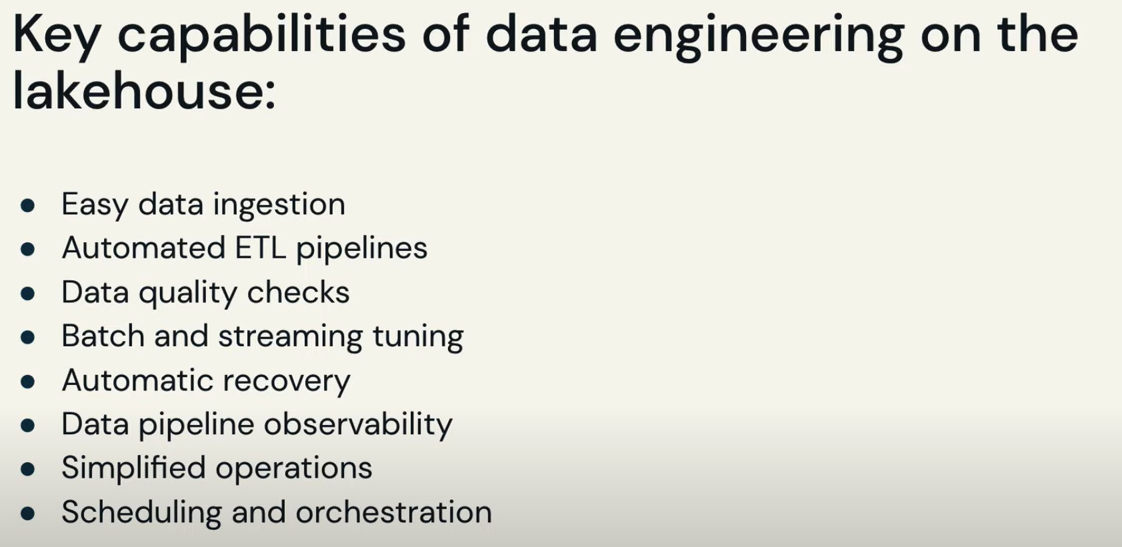 Key capabilities of data engineering on the
lakehouse:
● Easy data ingestion
● Automated ETL pipelines
● Data quality checks
● Batch and streaming tuning
● Automatic recovery
● Data pipeline observability
● Simplified operations
● Scheduling and orchestration